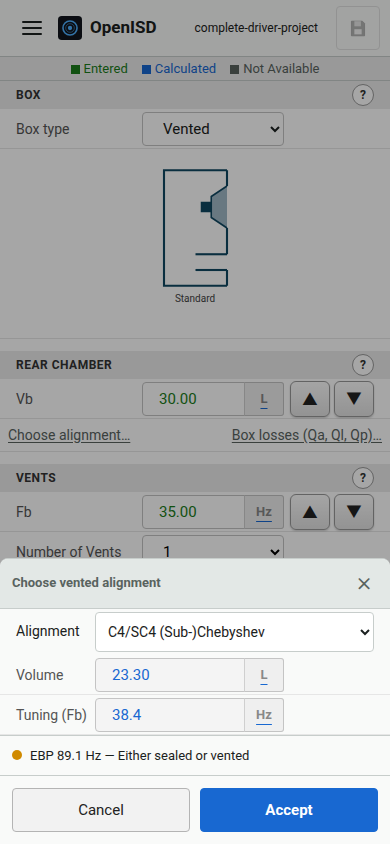 OpenISD
complete-driver-project
Entered Calculated Not Available
BOX ?
Box type Vented
Standard
REAR CHAMBER ?
Vb 30.00 L ▲ ▼
Choose alignment... Box losses (Qa, Ql, Qp)...
VENTS ?
Fb 35.00 Hz ▲ ▼
Number of Vents 1
Choose vented alignment ×
Alignment C4/SC4 (Sub-)Chebyshev
Volume 23.30 L
Tuning (Fb) 38.4 Hz
EBP 89.1 Hz — Either sealed or vented
Cancel Accept